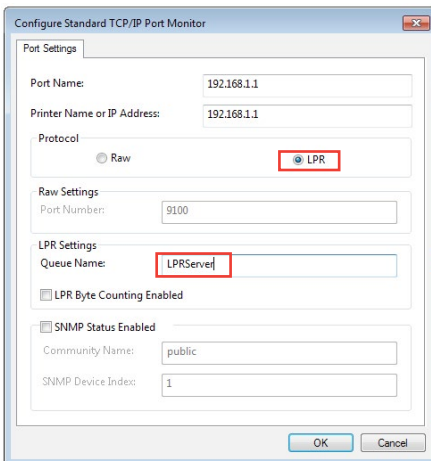 Configure Standard TCP/IP Port Monitor
Port Settings
Port Name: 192.168.1.1
Printer Name or IP Address: 192.168.1.1
Protocol
Raw LPR
Raw Settings
Port Number: 9100
LPR Settings
Queue Name: LPRServer
LPR Byte Counting Enabled
SNMP Status Enabled
Community Name: public
SNMP Device Index: 1
OK Cancel